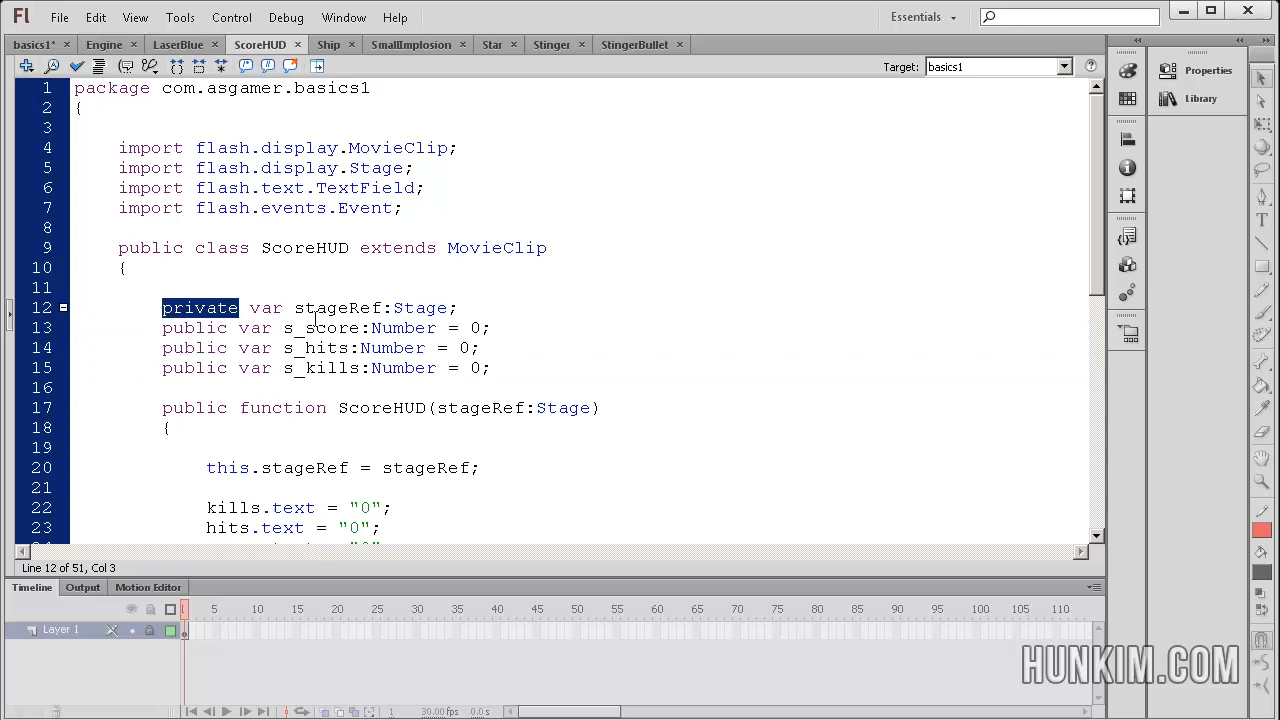 Fl File Edit View Tools Control Debug Window Help Essentials
basics1* × Engine × LaserBlue × ScoreHUD × Ship × SmallImplosion × Star × Stinger × StingerBullet ×
Target: basics1
Properties
Library
1 package com.asgamer.basics1
2 {
3
4 import flash.display.MovieClip;
5 import flash.display.Stage;
6 import flash.text.TextField;
7 import flash.events.Event;
8
9 public class ScoreHUD extends MovieClip
10 {
11
12 private var stageRef:Stage;
13 public var s_score:Number = 0;
14 public var s_hits:Number = 0;
15 public var s_kills:Number = 0;
16
17 public function ScoreHUD(stageRef:Stage)
18 {
19
20 this.stageRef = stageRef;
21
22 kills.text = "0";
23 hits.text = "0";
Line 12 of 51, Col 3
Timeline Output Motion Editor
5 10 15 20 25 30 35 40 45 50 55 60 65 70 75 80 85 90 95 100 105 110
Layer 1
HUNKIM.COM
1 30.00 fps 0.0 s